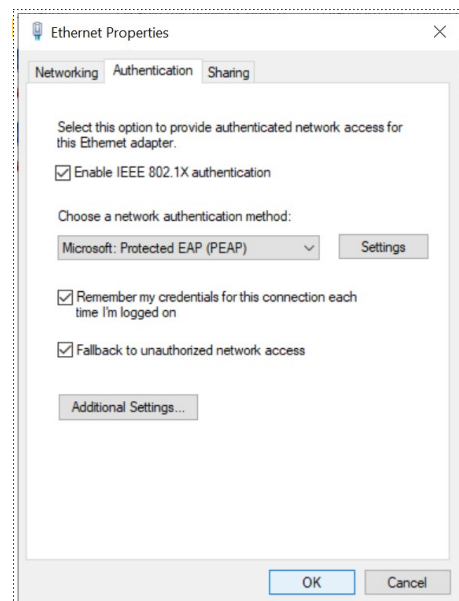 Ethernet Properties
Networking Authentication Sharing
Select this option to provide authenticated network access for
this Ethernet adapter.
Enable IEEE 802.1X authentication
Choose a network authentication method:
Microsoft: Protected EAP (PEAP) Settings
Remember my credentials for this connection each
time I'm logged on
Fallback to unauthorized network access
Additional Settings...
OK Cancel